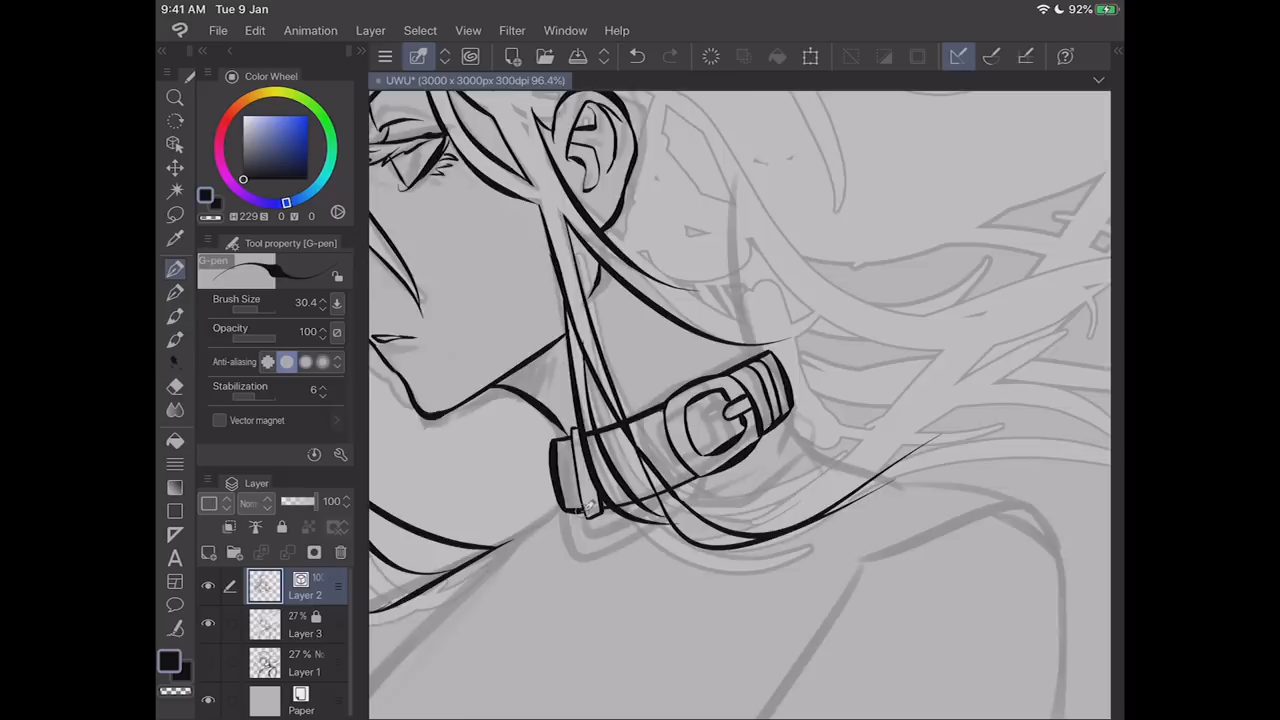 9:41 AM Tue 9 Jan 92%
File Edit Animation Layer Select View Filter Window Help
UWU* (3000 x 3000px 300dpi 96.4%)
Color Wheel
H 229 S 0 V 0
Tool property [G-pen]
G-pen
Brush Size 30.4
Opacity 100
Anti-aliasing
Stabilization 6
Vector magnet
Layer
Nor 100
Layer 2
27%
Layer 3
27% No
Layer 1
Paper